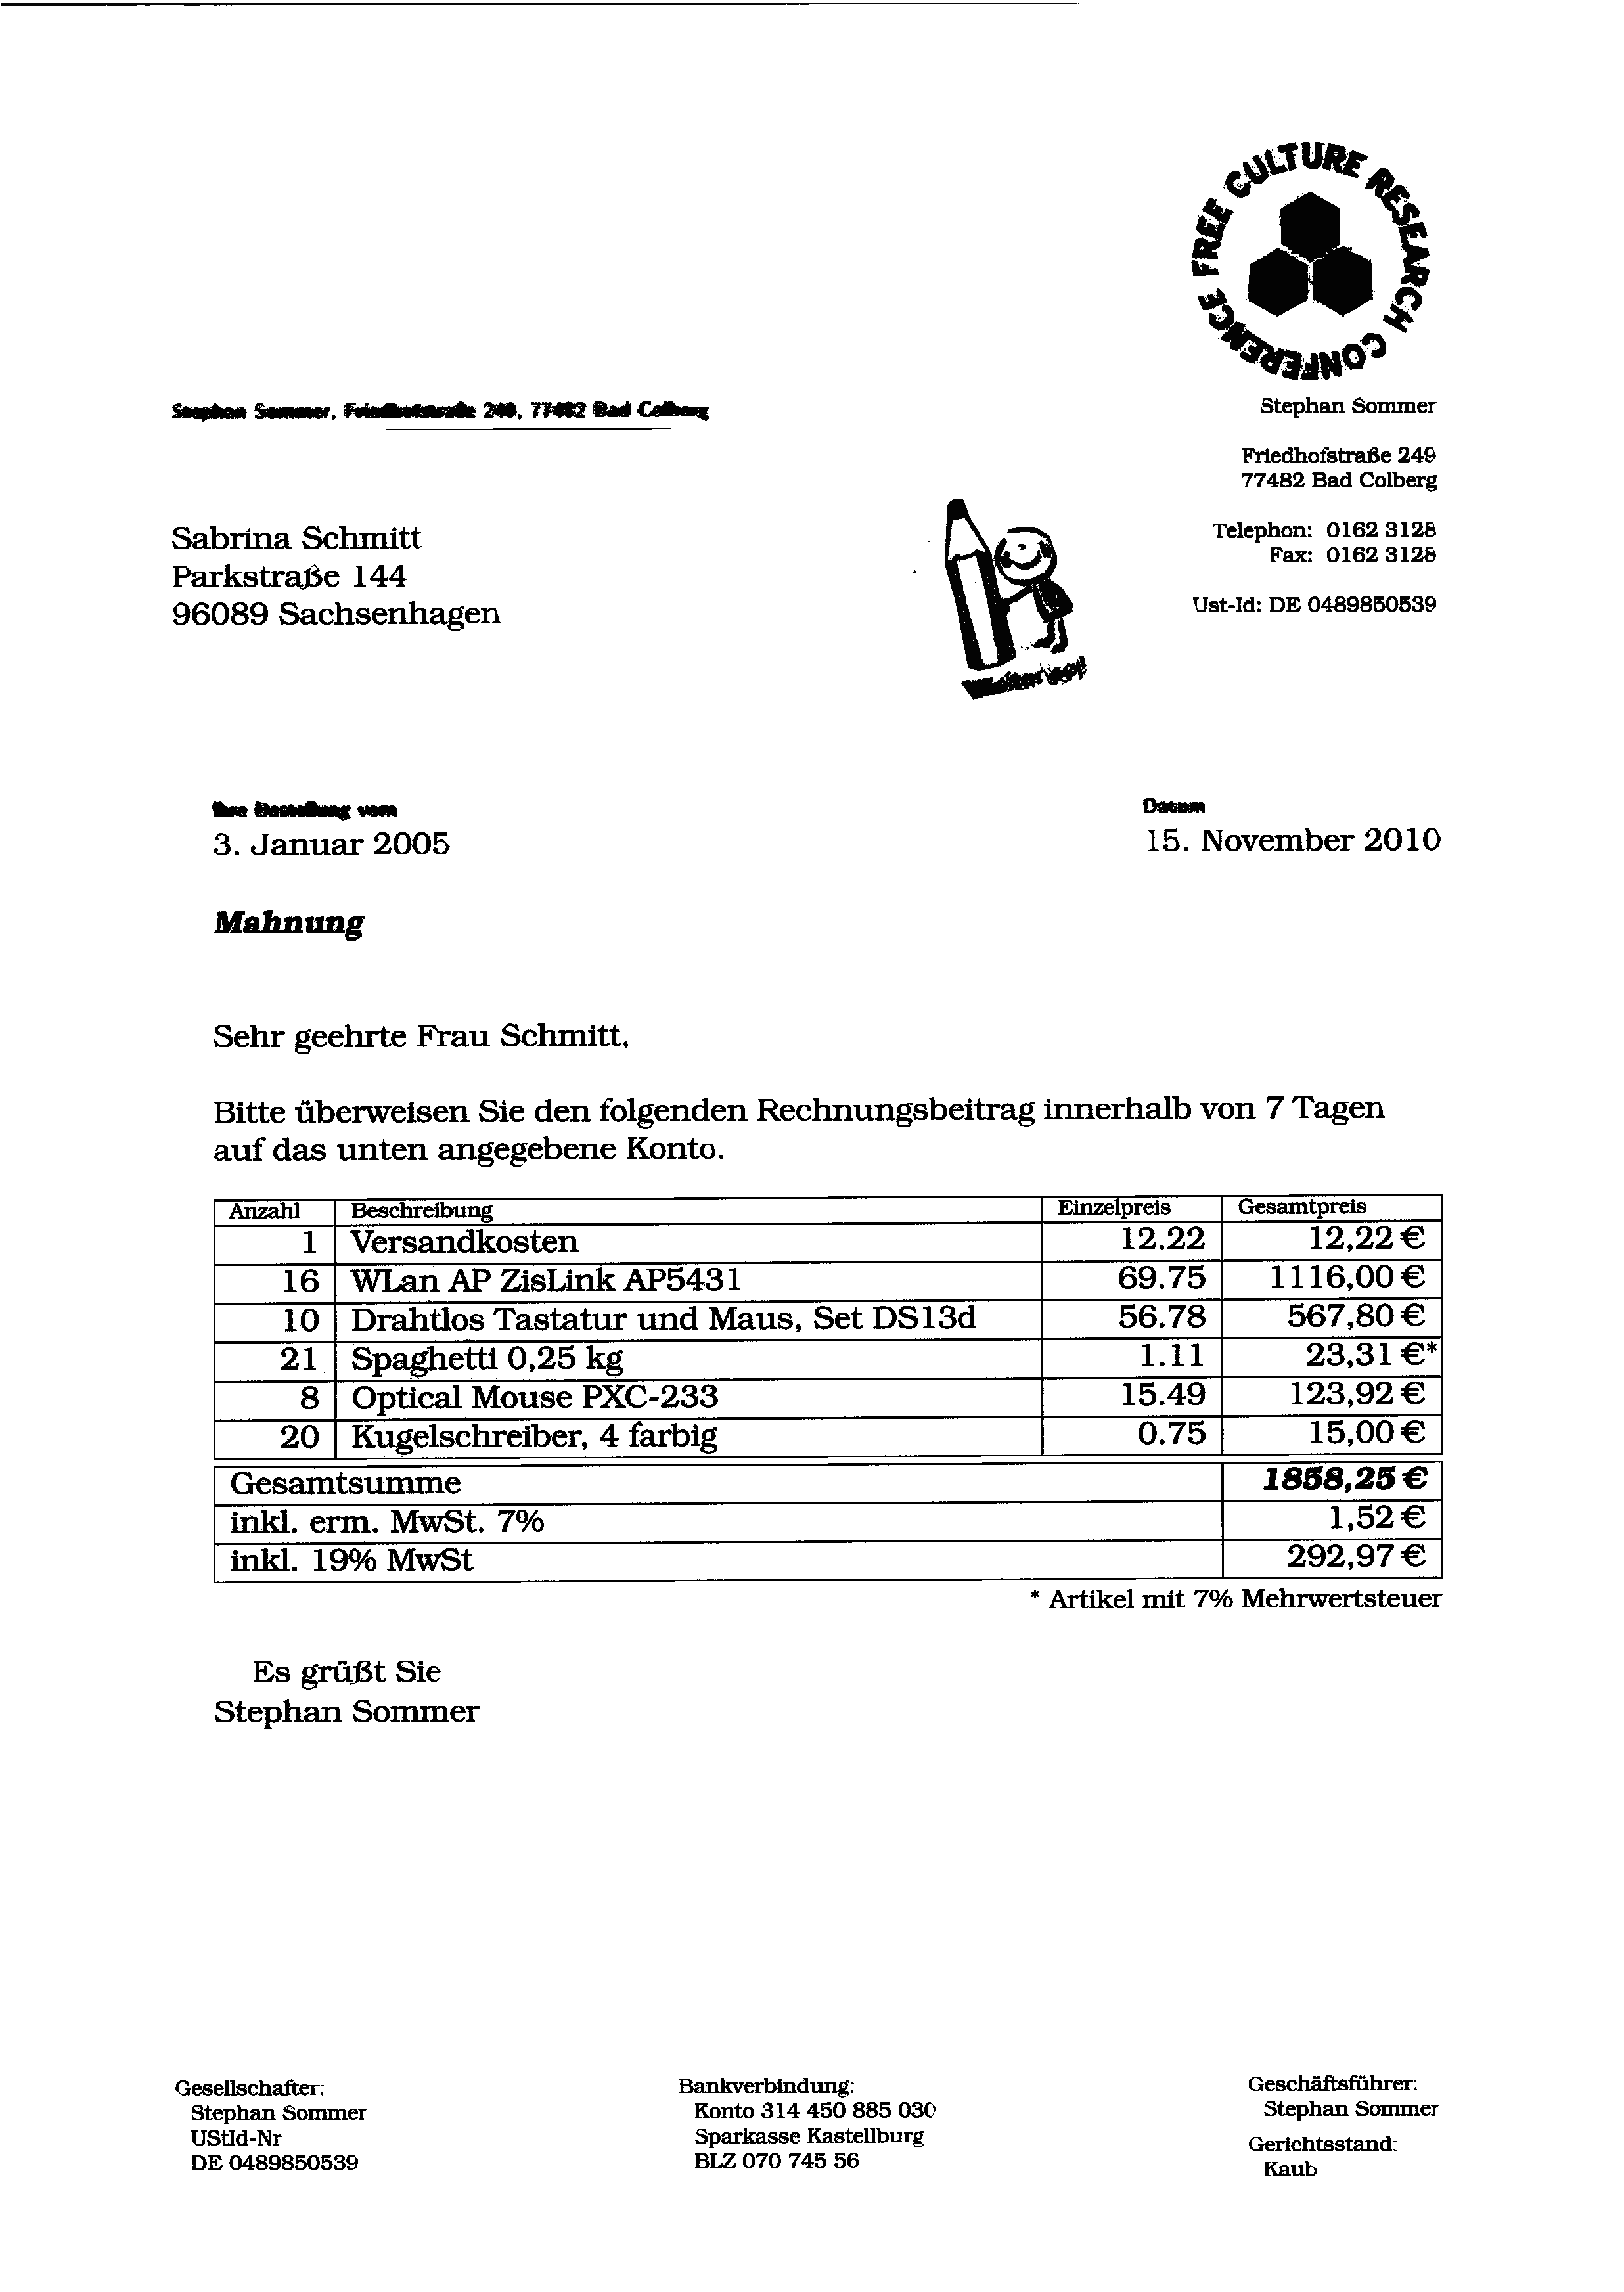 FREE CULTURE RESEARCH CONFERENCE
Stephan Sommer, Friedhofstraße 249, 77482 Bad Colberg
Stephan Sommer
Friedhofstraße 249
77482 Bad Colberg
Telephon: 0162 3128
Fax: 0162 3128
Ust-Id: DE 0489850539
Sabrina Schmitt
Parkstraße 144
96089 Sachsenhagen
Ihre Bestellung vom
3. Januar 2005
Datum
15. November 2010
Mahnung
Sehr geehrte Frau Schmitt,
Bitte überweisen Sie den folgenden Rechnungsbeitrag innerhalb von 7 Tagen
auf das unten angegebene Konto.
Anzahl Beschreibung Einzelpreis Gesamtpreis
1 Versandkosten 12.22 12,22 €
16 WLan AP ZisLink AP5431 69.75 1116,00 €
10 Drahtlos Tastatur und Maus, Set DS13d 56.78 567,80 €
21 Spaghetti 0,25 kg 1.11 23,31 €*
8 Optical Mouse PXC-233 15.49 123,92 €
20 Kugelschreiber, 4 farbig 0.75 15,00 €
Gesamtsumme 1858,25 €
inkl. erm. MwSt. 7% 1,52 €
inkl. 19% MwSt 292,97 €
* Artikel mit 7% Mehrwertsteuer
Es grüßt Sie
Stephan Sommer
Gesellschafter:
Stephan Sommer
UStId-Nr
DE 0489850539
Bankverbindung:
Konto 314 450 885 030
Sparkasse Kastellburg
BLZ 070 745 56
Geschäftsführer:
Stephan Sommer
Gerichtsstand:
Kaub